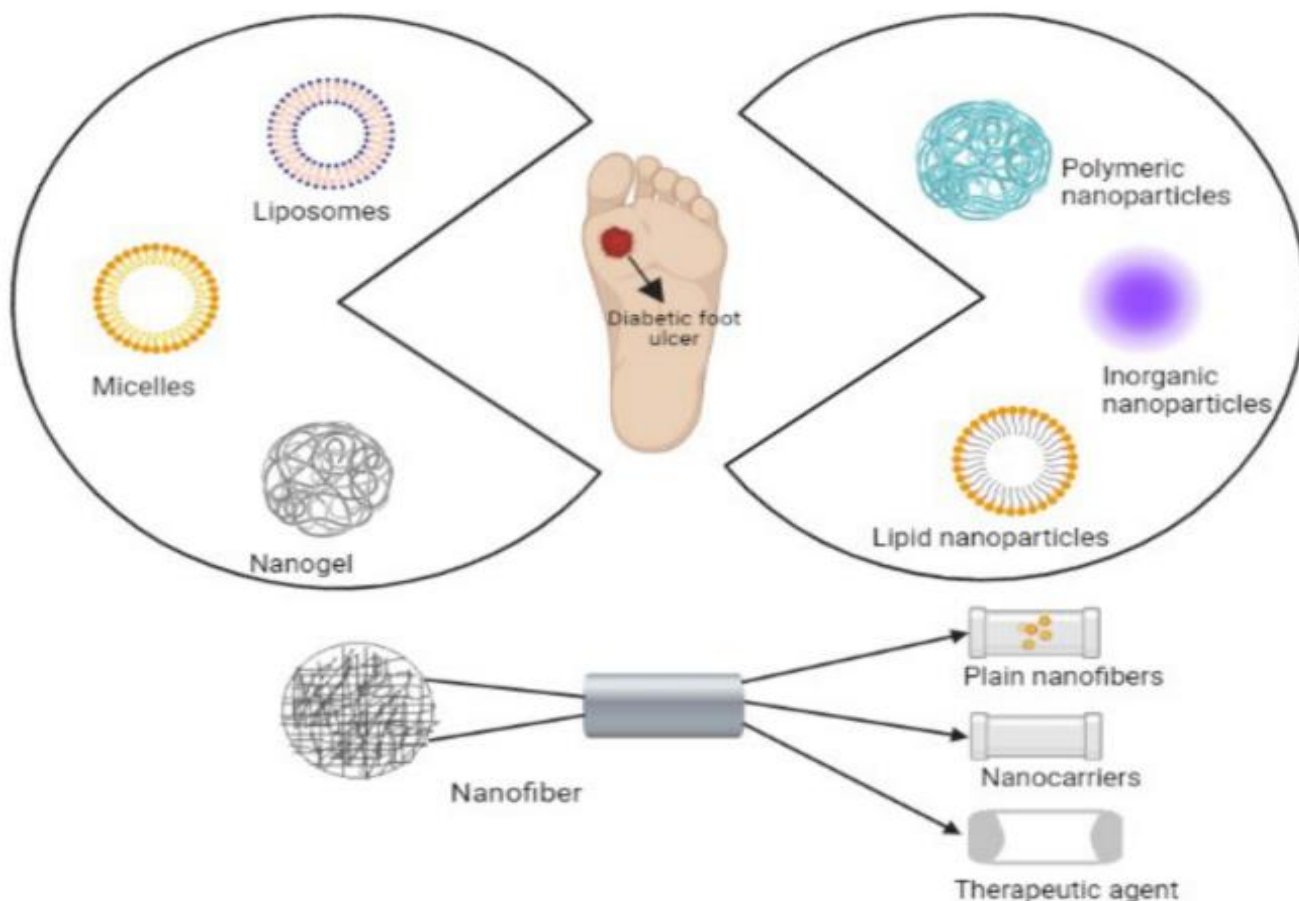 Liposomes
Micelles
Nanogel
Diabetic foot
ulcer
Polymeric
nanoparticles
Inorganic
nanoparticles
Lipid nanoparticles
Nanofiber
Plain nanofibers
Nanocarriers
Therapeutic agent